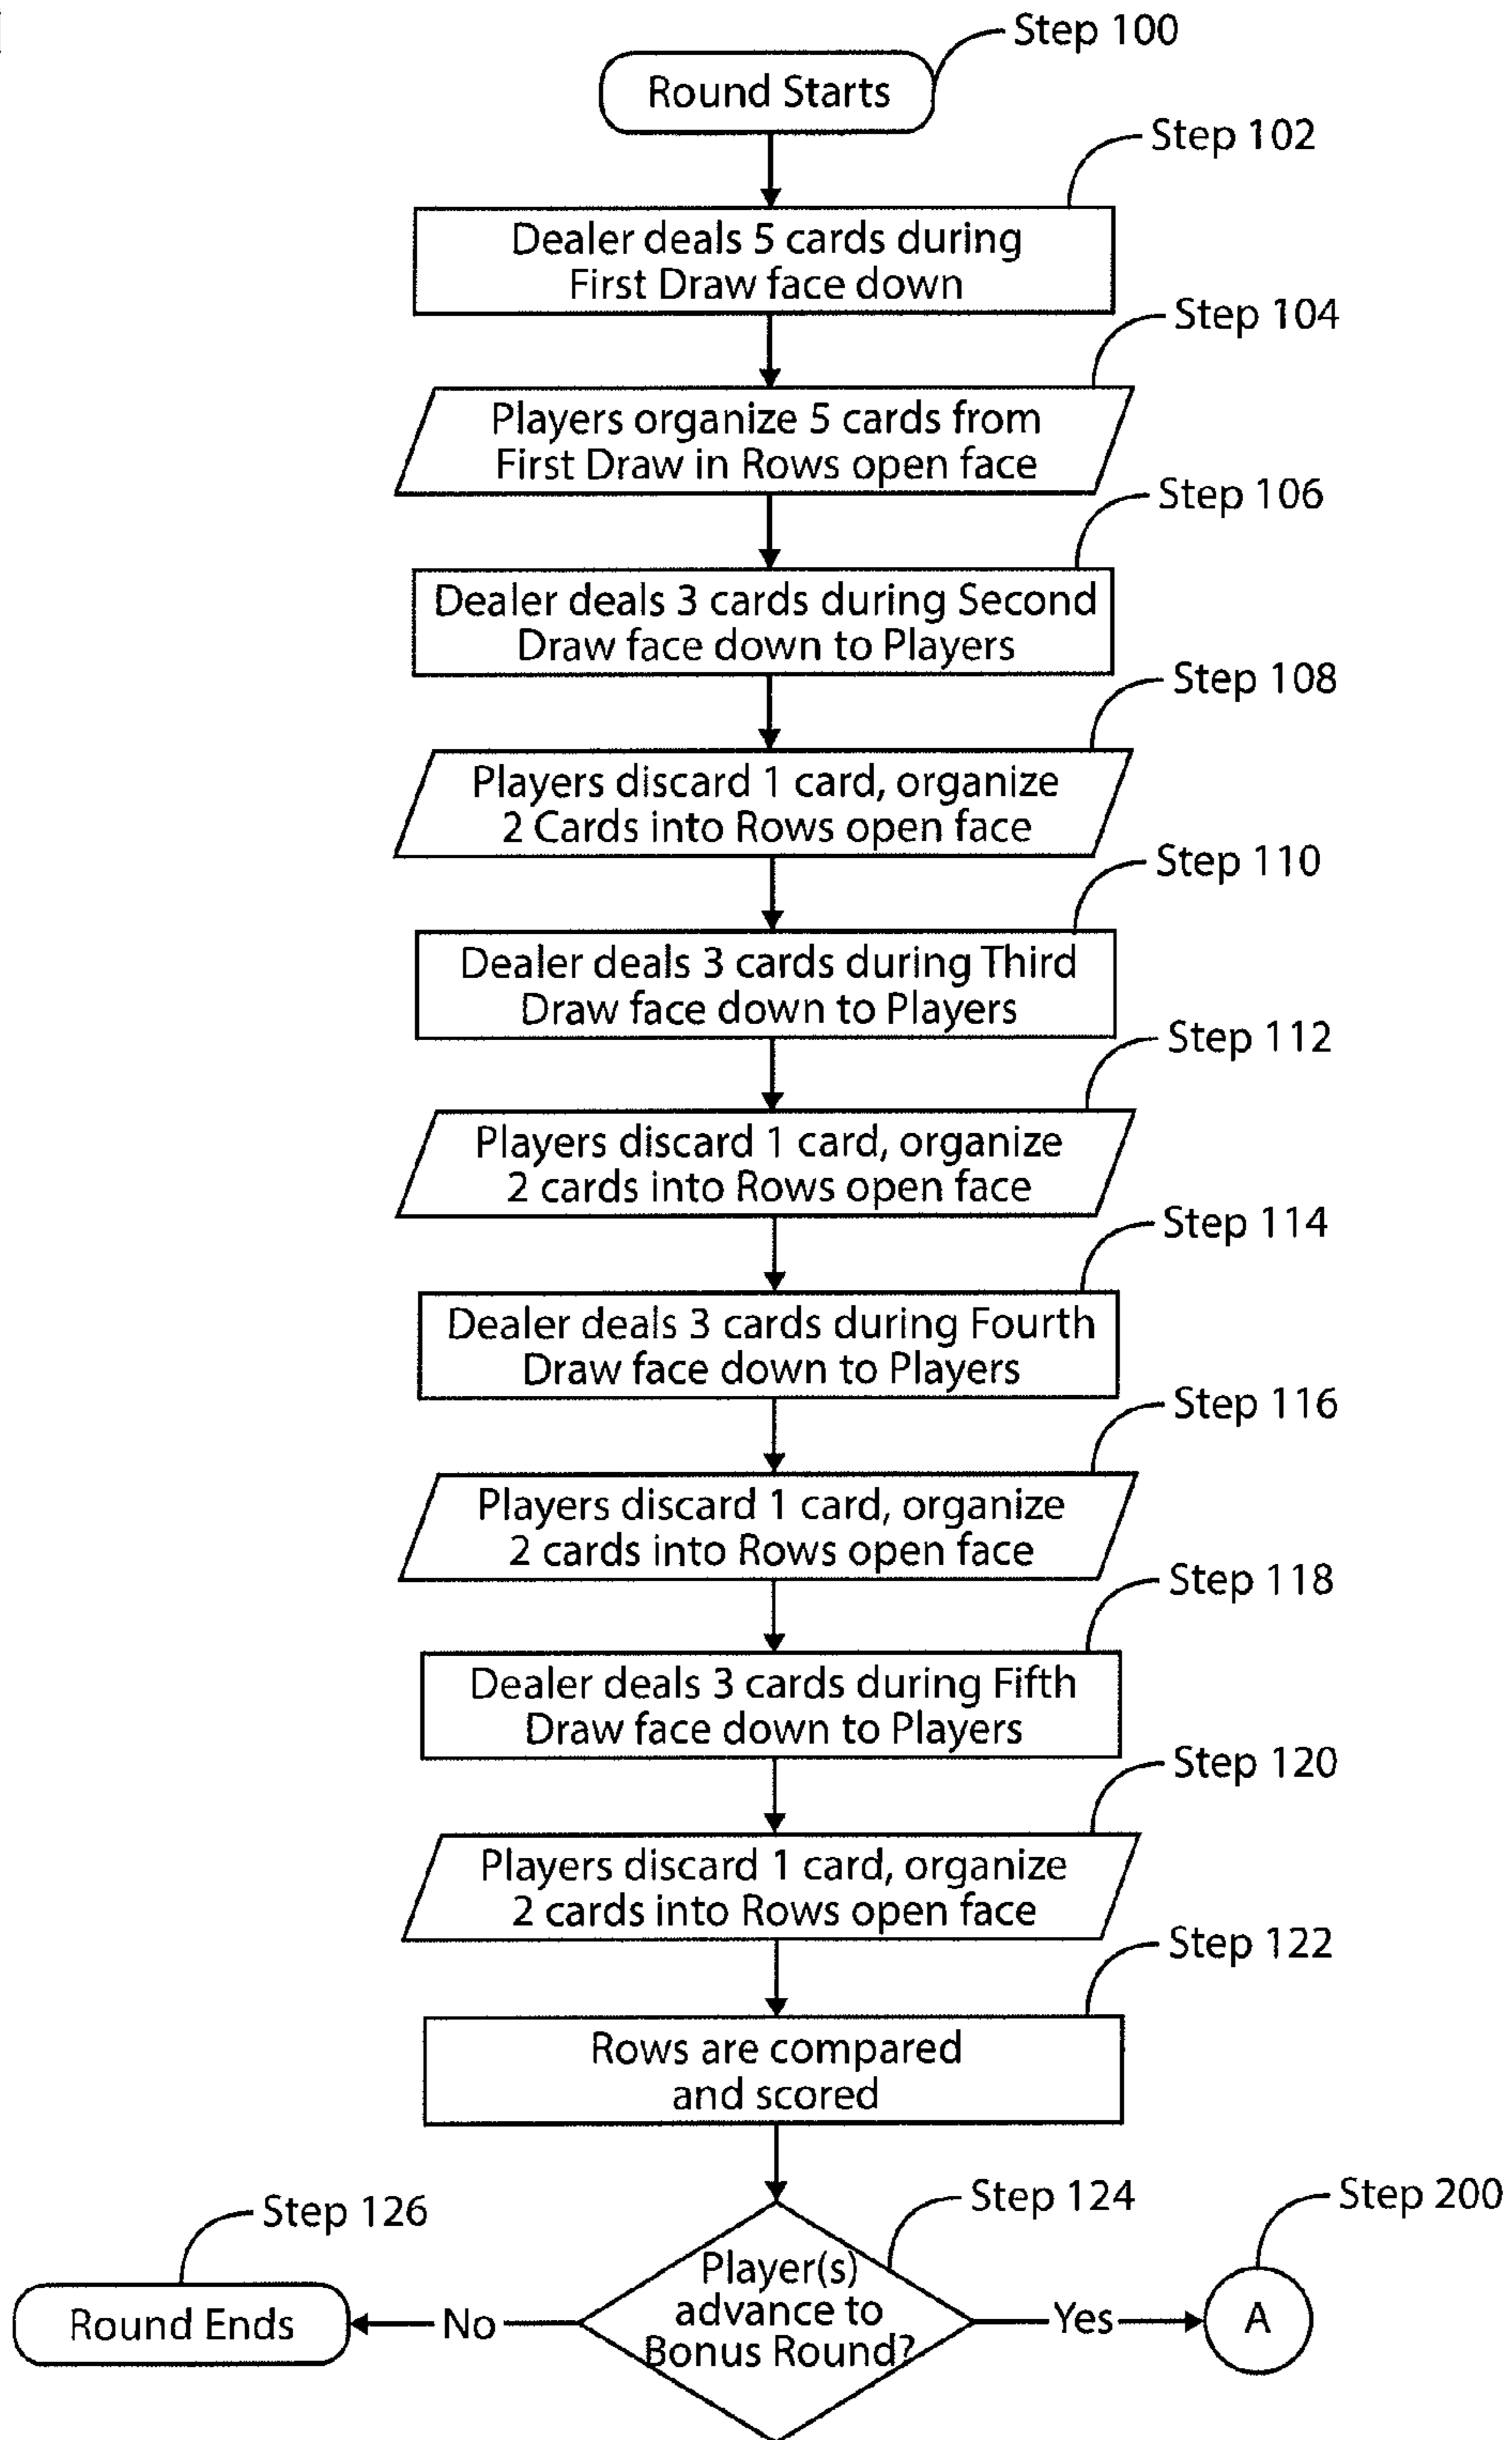 Step 100
Round Starts
Step 102
Dealer deals 5 cards during
First Draw face down
Step 104
Players organize 5 cards from
First Draw in Rows open face
Step 106
Dealer deals 3 cards during Second
Draw face down to Players
Step 108
Players discard 1 card, organize
2 Cards into Rows open face
Step 110
Dealer deals 3 cards during Third
Draw face down to Players
Step 112
Players discard 1 card, organize
2 cards into Rows open face
Step 114
Dealer deals 3 cards during Fourth
Draw face down to Players
Step 116
Players discard 1 card, organize
2 cards into Rows open face
Step 118
Dealer deals 3 cards during Fifth
Draw face down to Players
Step 120
Players discard 1 card, organize
2 cards into Rows open face
Step 122
Rows are compared
and scored
Step 124
Player(s)
advance to
Bonus Round?
Step 126
Round Ends
No
Yes
Step 200
A